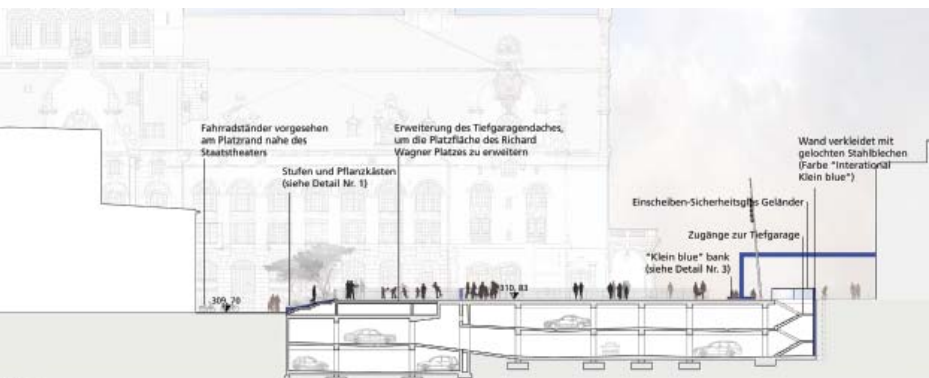 Fahrradständer vorgesehen
am Platzrand nahe des
Staatstheaters
Stufen und Pflanzkästen
(siehe Detail Nr. 1)
Erweiterung des Tiefgaragendaches,
um die Platzfläche des Richard
Wagner Platzes zu erweitern
Wand verkleidet mit
gelochten Stahlblechen
(Farbe "Interational
Klein blue")
Einscheiben-Sicherheitsglas Geländer
Zugänge zur Tiefgarage
"Klein blue" bank
(siehe Detail Nr. 3)
309, 70
310, 83